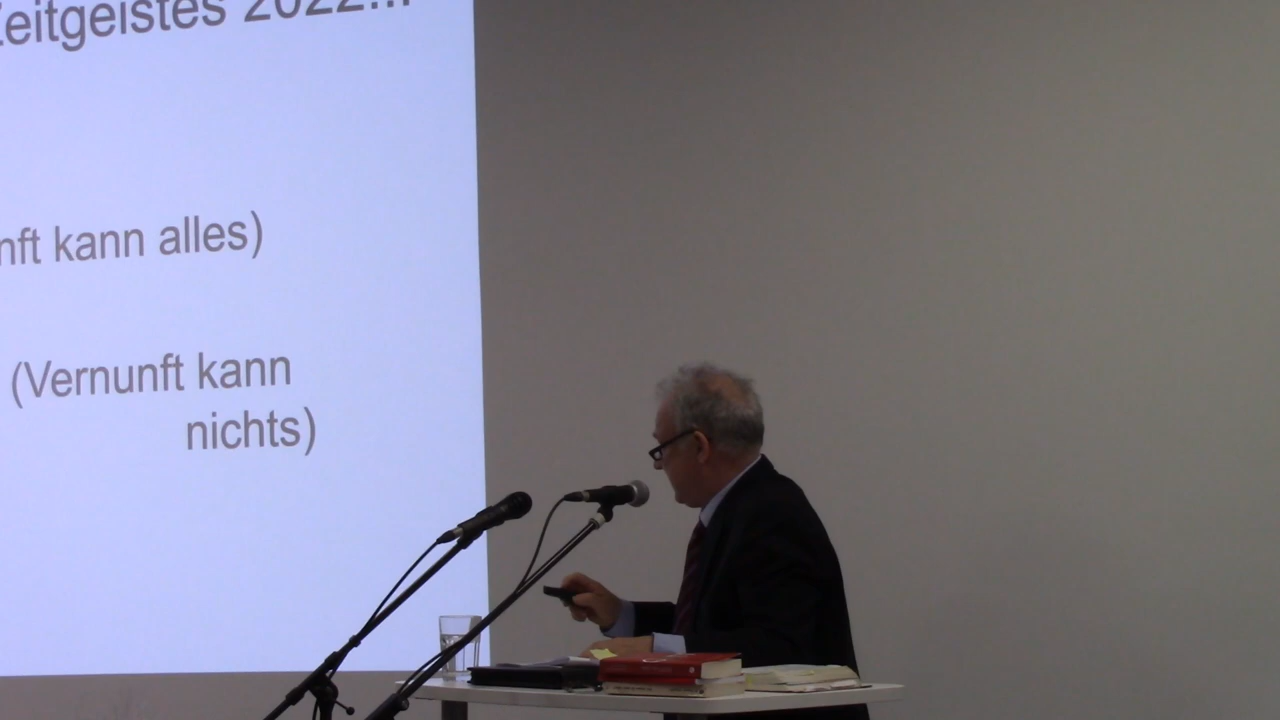 Zeitgeistes 2022...
nft kann alles)
(Vernunft kann
nichts)